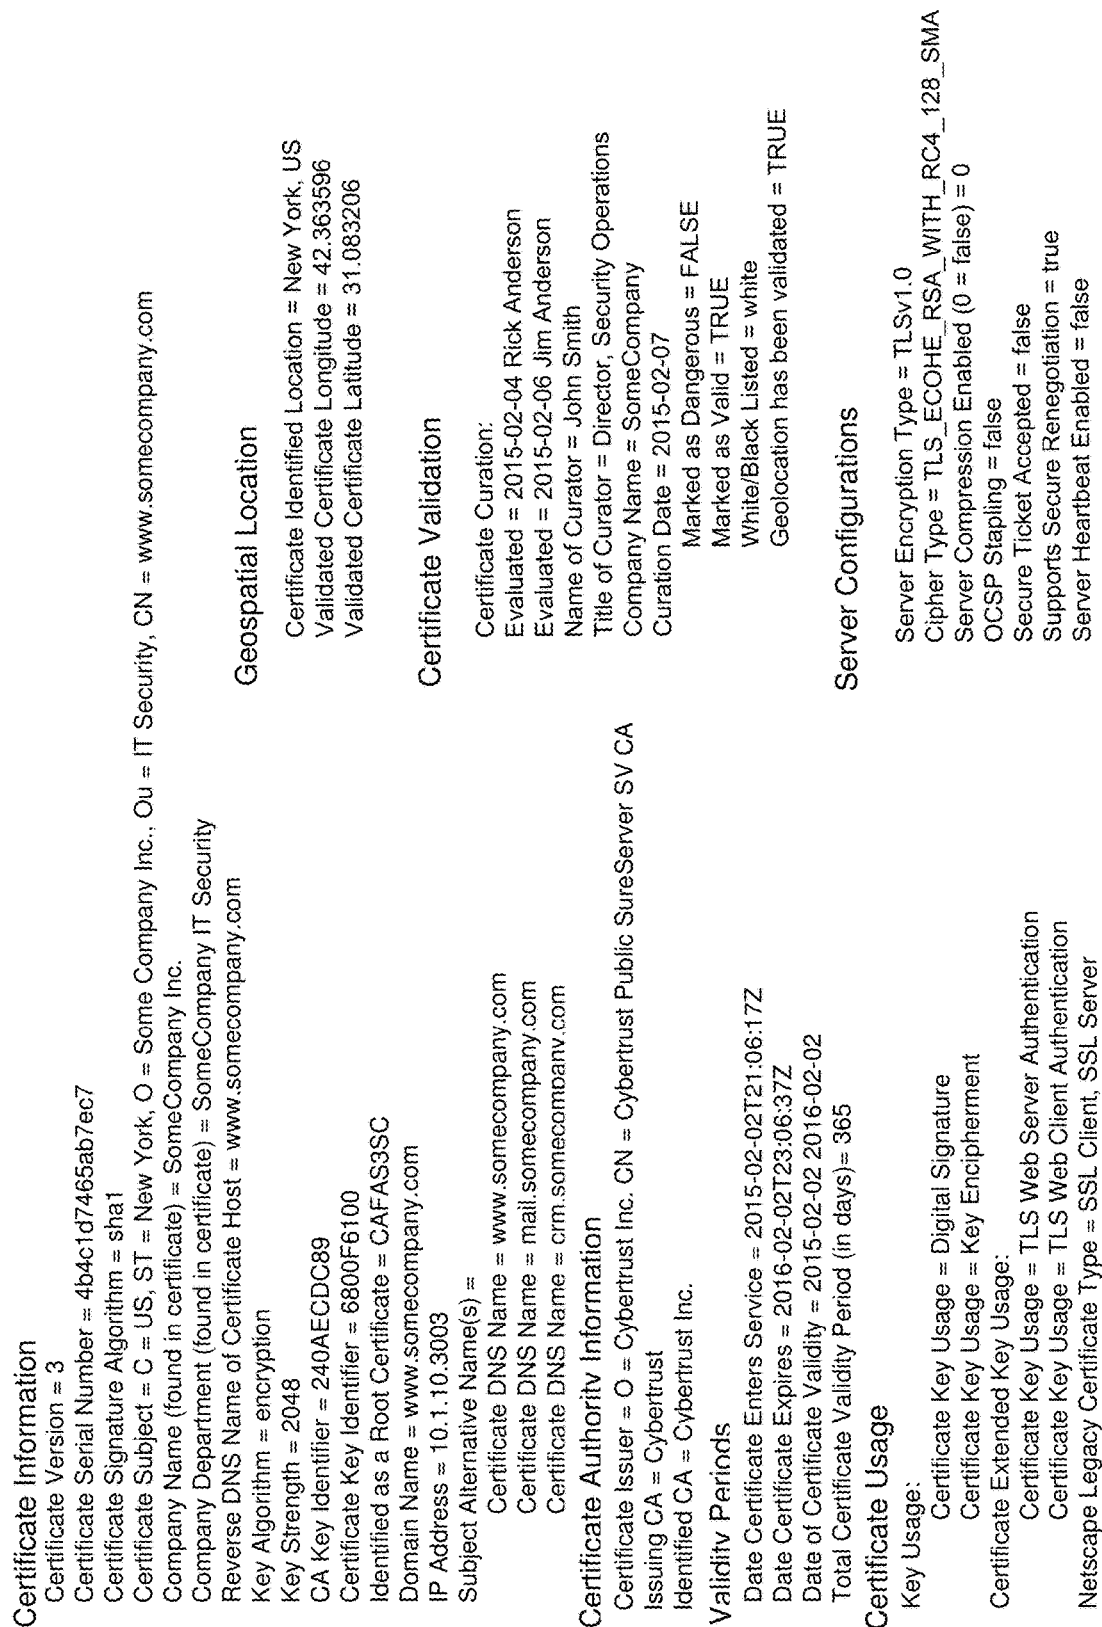 Certificate Information
Certificate Version = 3
Certificate Serial Number = 4b4c1d7465ab7ec7
Certificate Signature Algorithm = sha1
Certificate Subject = C = US, ST = New York, O = Some Company Inc., Ou = IT Security, CN = www.somecompany.com
Company Name (found in certificate) = SomeCompany Inc.
Company Department (found in certificate) = SomeCompany IT Security
Reverse DNS Name of Certificate Host = www.somecompany.com
Key Algorithm = encryption
Key Strength = 2048
CA Key Identifier = 240AECDC89
Certificate Key Identifier = 6800F6100
Identified as a Root Certificate = CAFAS3SC
Domain Name = www.somecompany.com
IP Address = 10.1.10.3003
Subject Alternative Name(s) =
Certificate DNS Name = www.somecompany.com
Certificate DNS Name = mail.somecompany.com
Certificate DNS Name = crm.somecompany.com
Certificate Authority Information
Certificate Issuer = O = Cybertrust Inc. CN = Cybertrust Public SureServer SV CA
Issuing CA = Cybertrust
Identified CA = Cybertrust Inc.
Validity Periods
Date Certificate Enters Service = 2015-02-02T21:06:17Z
Date Certificate Expires = 2016-02-02T23:06:37Z
Date of Certificate Validity = 2015-02-02 2016-02-02
Total Certificate Validity Period (in days)= 365
Certificate Usage
Key Usage:
Certificate Key Usage = Digital Signature
Certificate Key Usage = Key Encipherment
Certificate Extended Key Usage:
Certificate Key Usage = TLS Web Server Authentication
Certificate Key Usage = TLS Web Client Authentication
Netscape Legacy Certificate Type = SSL Client, SSL Server
Geospatial Location
Certificate Identified Location = New York, US
Validated Certificate Longitude = 42.363596
Validated Certificate Latitude = 31.083206
Certificate Validation
Certificate Curation:
Evaluated = 2015-02-04 Rick Anderson
Evaluated = 2015-02-06 Jim Anderson
Name of Curator = John Smith
Title of Curator = Director, Security Operations
Company Name = SomeCompany
Curation Date = 2015-02-07
Marked as Dangerous = FALSE
Marked as Valid = TRUE
White/Black Listed = white
Geolocation has been validated = TRUE
Server Configurations
Server Encryption Type = TLSv1.0
Cipher Type = TLS_ECOHE_RSA_WITH_RC4_128_SMA
Server Compression Enabled (0 = false) = 0
OCSP Stapling = false
Secure Ticket Accepted = false
Supports Secure Renegotiation = true
Server Heartbeat Enabled = false